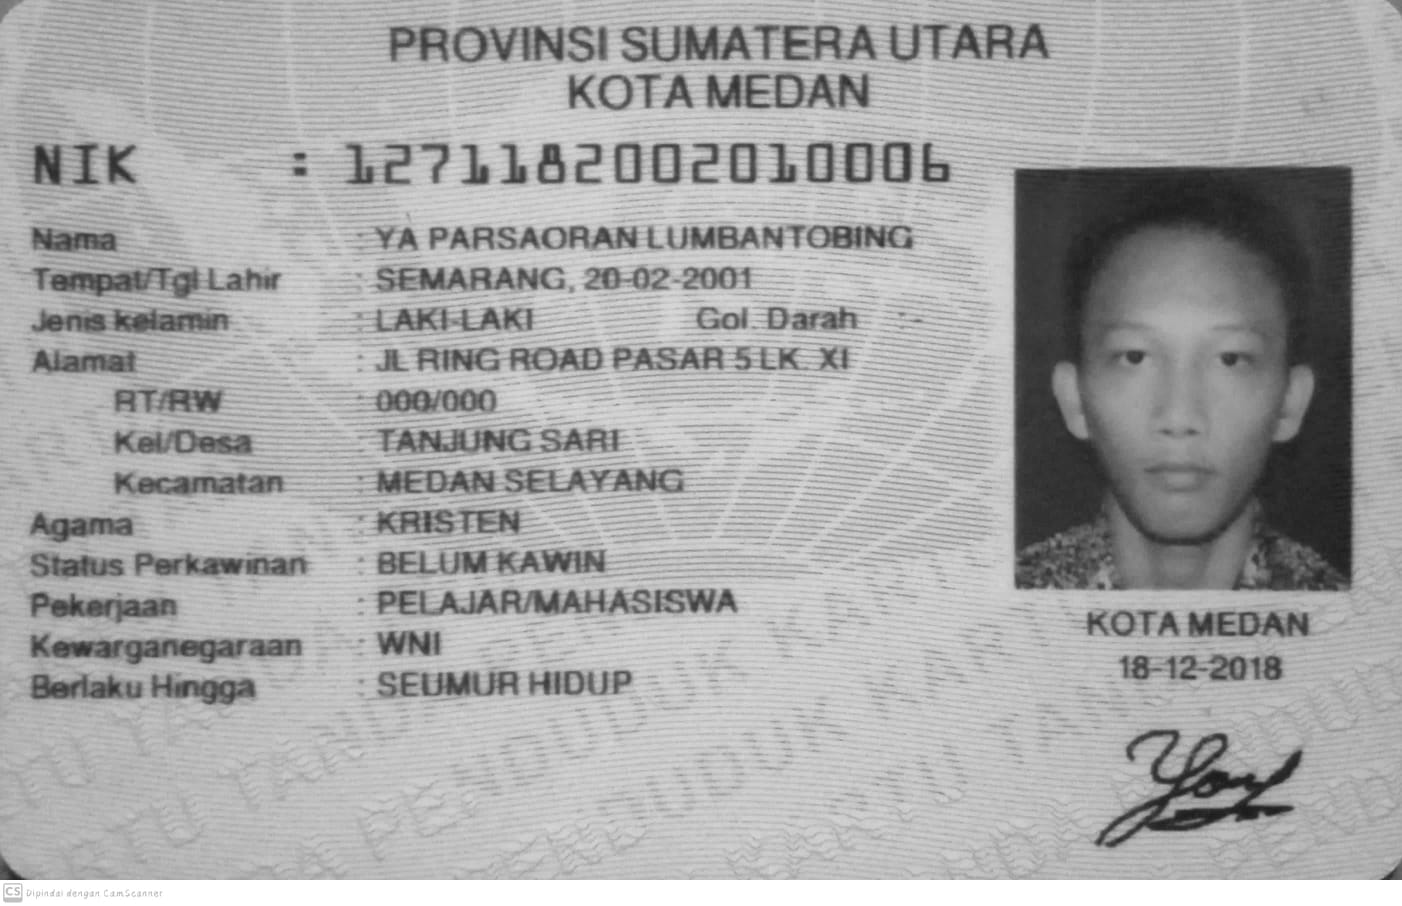 PROVINSI SUMATERA UTARA
KOTA MEDAN
NIK : 1271182002010006
Nama : YA PARSAORAN LUMBANTOBING
Tempat/Tgl Lahir : SEMARANG, 20-02-2001
Jenis kelamin : LAKI-LAKI Gol. Darah : -
Alamat : JL RING ROAD PASAR 5 LK. XI
RT/RW : 000/000
Kel/Desa : TANJUNG SARI
Kecamatan : MEDAN SELAYANG
Agama : KRISTEN
Status Perkawinan : BELUM KAWIN
Pekerjaan : PELAJAR/MAHASISWA
Kewarganegaraan : WNI
Berlaku Hingga : SEUMUR HIDUP
KOTA MEDAN
18-12-2018
CS Dipindai dengan CamScanner